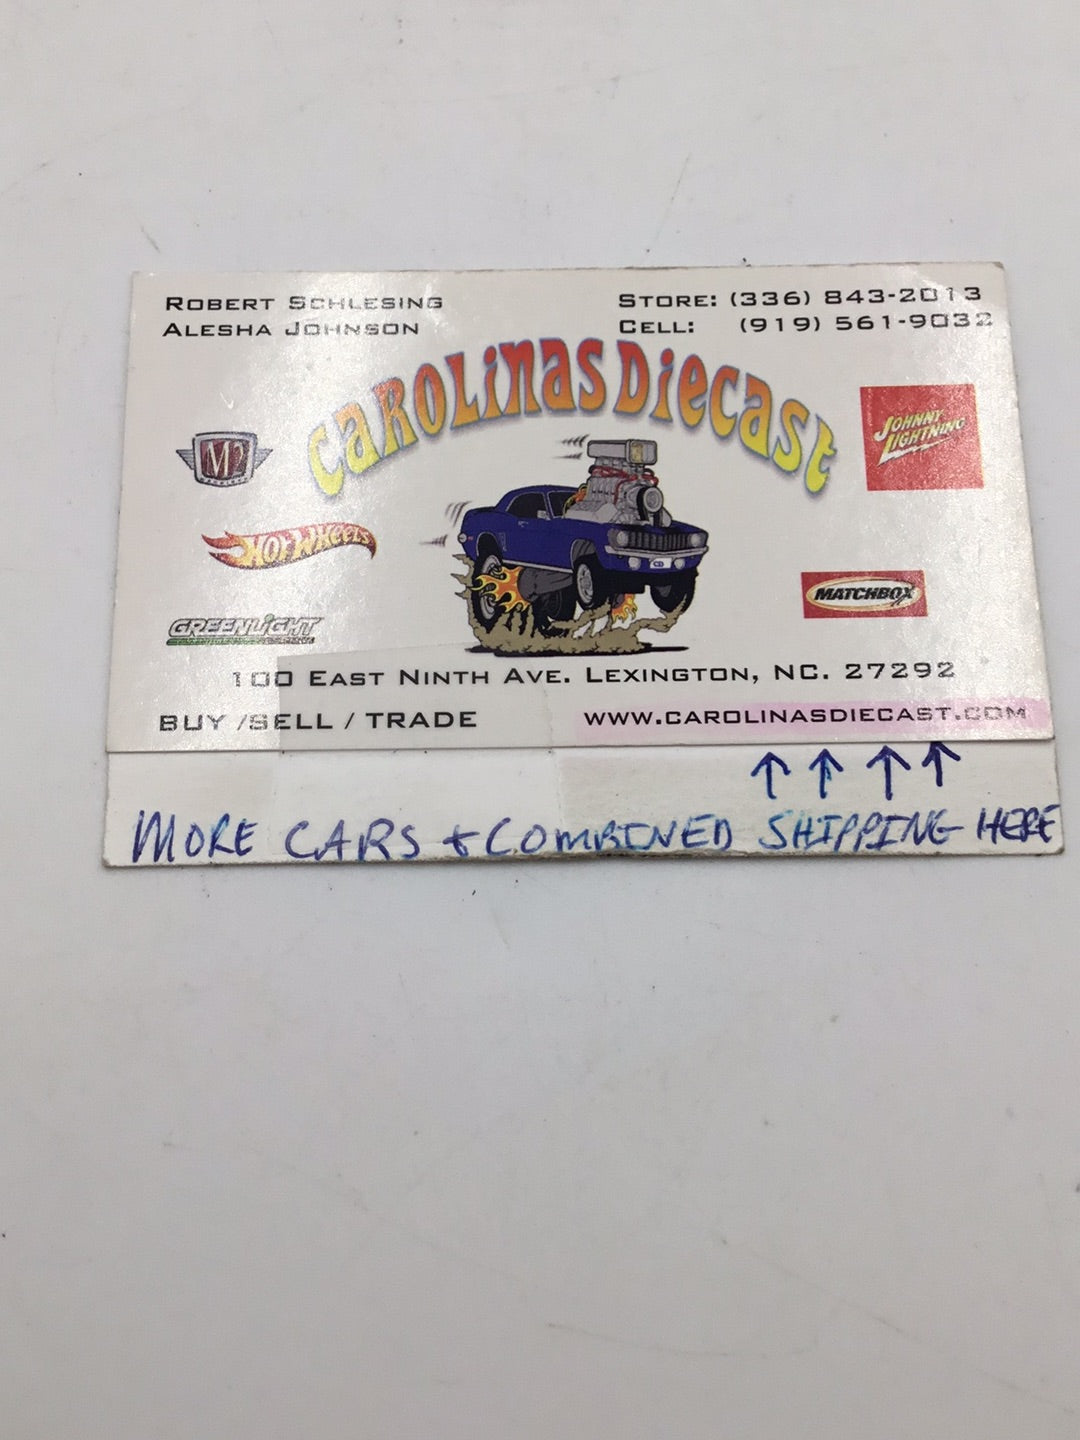 ROBERT SCHLESING
ALESHA JOHNSON
STORE: (336) 843-2013
CELL: (919) 561-9032
CAROLINAS DIECAST
M2
JOHNNY
LIGHTNING
HOT WHEELS
CD
MATCHBOX
GREENLIGHT
100 EAST NINTH AVE. LEXINGTON, NC. 27292
BUY /SELL / TRADE
WWW.CAROLINASDIECAST.COM
MORE CARS + COMBINED SHIPPING HERE